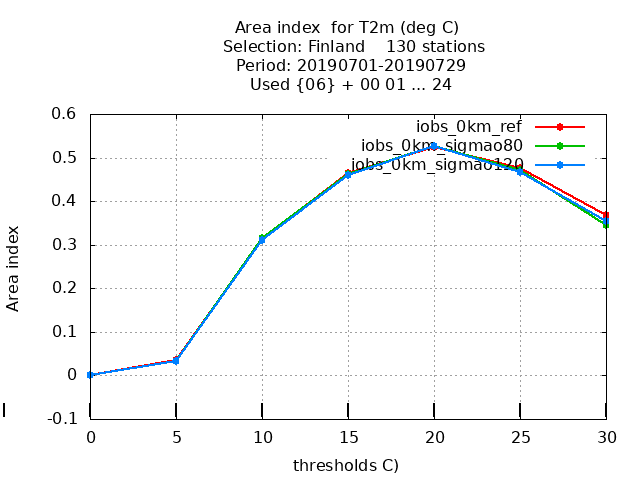 Area index  for T2m (deg C)
Selection: Finland    130 stations
Period: 20190701-20190729
Used {06} + 00 01 ... 24
0.6
0.5
0.4
0.3
0.2
0.1
0
-0.1
Area index
iobs_0km_ref
iobs_0km_sigmao80
iobs_0km_sigmao120
0 5 10 15 20 25 30
thresholds C)